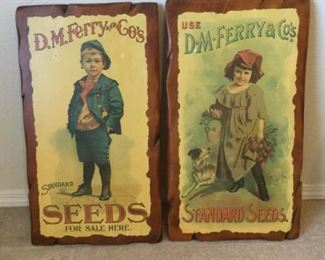 D.M. Ferry & Co's
STANDARD
SEEDS
FOR SALE HERE.
USE
D.M. FERRY & CO'S.
STANDARD SEEDS.